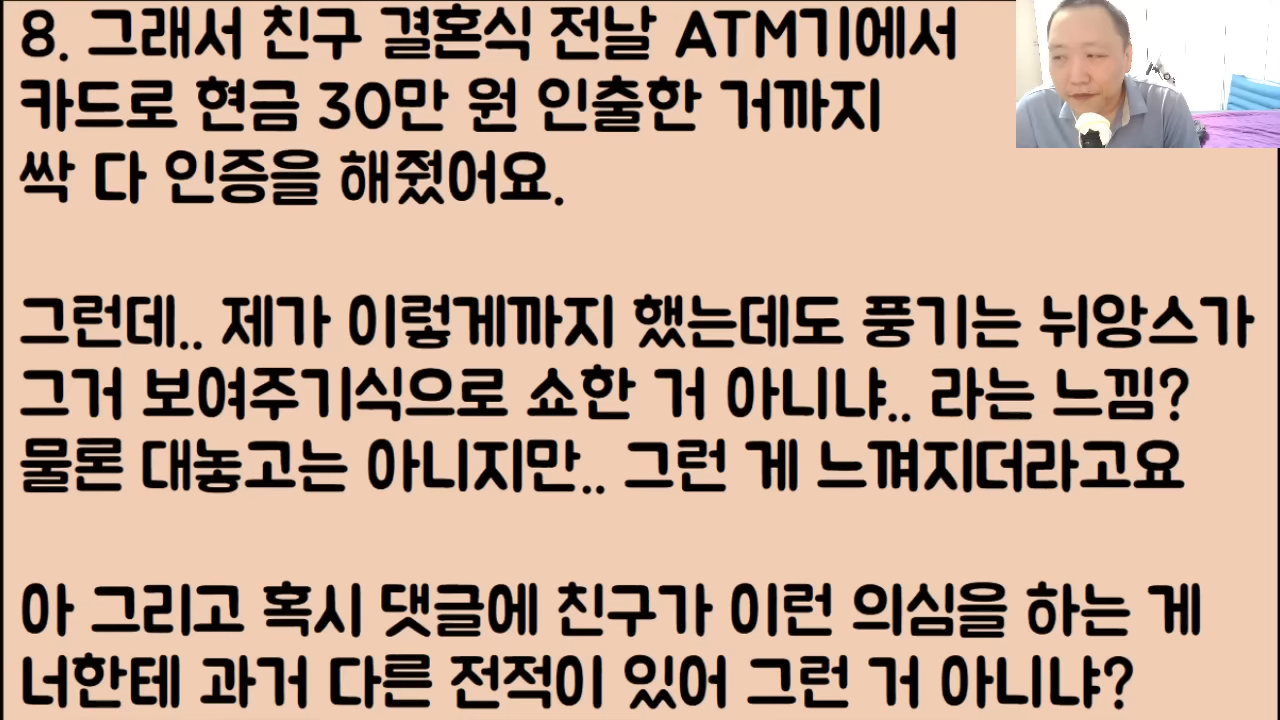 8. 그래서 친구 결혼식 전날 ATM기에서
카드로 현금 30만 원 인출한 거까지
싹 다 인증을 해줬어요.
그런데.. 제가 이렇게까지 했는데도 풍기는 뉘앙스가
그거 보여주기식으로 쇼한 거 아니냐.. 라는 느낌?
물론 대놓고는 아니지만.. 그런 게 느껴지더라고요
아 그리고 혹시 댓글에 친구가 이런 의심을 하는 게
너한테 과거 다른 전적이 있어 그런 거 아니냐?